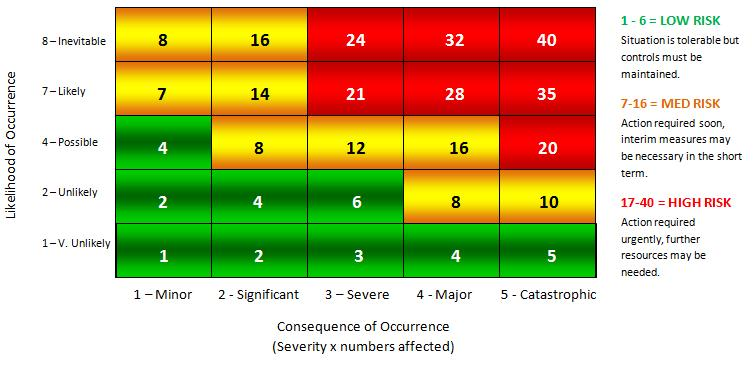 Likelihood of Occurrence
8 – Inevitable
8
16
24
32
40
7 – Likely
7
14
21
28
35
4 – Possible
4
8
12
16
20
2 – Unlikely
2
4
6
8
10
1 – V. Unlikely
1
2
3
4
5
1 – Minor
2 - Significant
3 – Severe
4 - Major
5 - Catastrophic
Consequence of Occurrence
(Severity x numbers affected)
1 - 6 = LOW RISK
Situation is tolerable but
controls must be
maintained.
7-16 = MED RISK
Action required soon,
interim measures may
be necessary in the short
term.
17-40 = HIGH RISK
Action required
urgently, further
resources may be
needed.